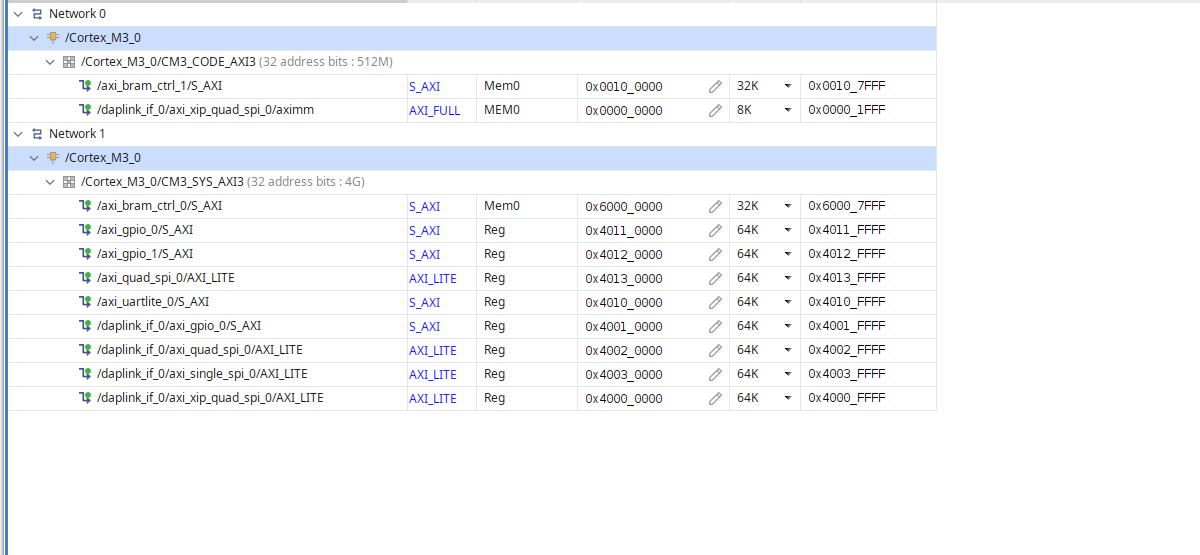 Network 0
/Cortex_M3_0
/Cortex_M3_0/CM3_CODE_AXI3 (32 address bits : 512M)
/axi_bram_ctrl_1/S_AXI S_AXI Mem0 0x0010_0000 32K 0x0010_7FFF
/daplink_if_0/axi_xip_quad_spi_0/aximm AXI_FULL MEM0 0x0000_0000 8K 0x0000_1FFF
Network 1
/Cortex_M3_0
/Cortex_M3_0/CM3_SYS_AXI3 (32 address bits : 4G)
/axi_bram_ctrl_0/S_AXI S_AXI Mem0 0x6000_0000 32K 0x6000_7FFF
/axi_gpio_0/S_AXI S_AXI Reg 0x4011_0000 64K 0x4011_FFFF
/axi_gpio_1/S_AXI S_AXI Reg 0x4012_0000 64K 0x4012_FFFF
/axi_quad_spi_0/AXI_LITE AXI_LITE Reg 0x4013_0000 64K 0x4013_FFFF
/axi_uartlite_0/S_AXI S_AXI Reg 0x4010_0000 64K 0x4010_FFFF
/daplink_if_0/axi_gpio_0/S_AXI S_AXI Reg 0x4001_0000 64K 0x4001_FFFF
/daplink_if_0/axi_quad_spi_0/AXI_LITE AXI_LITE Reg 0x4002_0000 64K 0x4002_FFFF
/daplink_if_0/axi_single_spi_0/AXI_LITE AXI_LITE Reg 0x4003_0000 64K 0x4003_FFFF
/daplink_if_0/axi_xip_quad_spi_0/AXI_LITE AXI_LITE Reg 0x4000_0000 64K 0x4000_FFFF